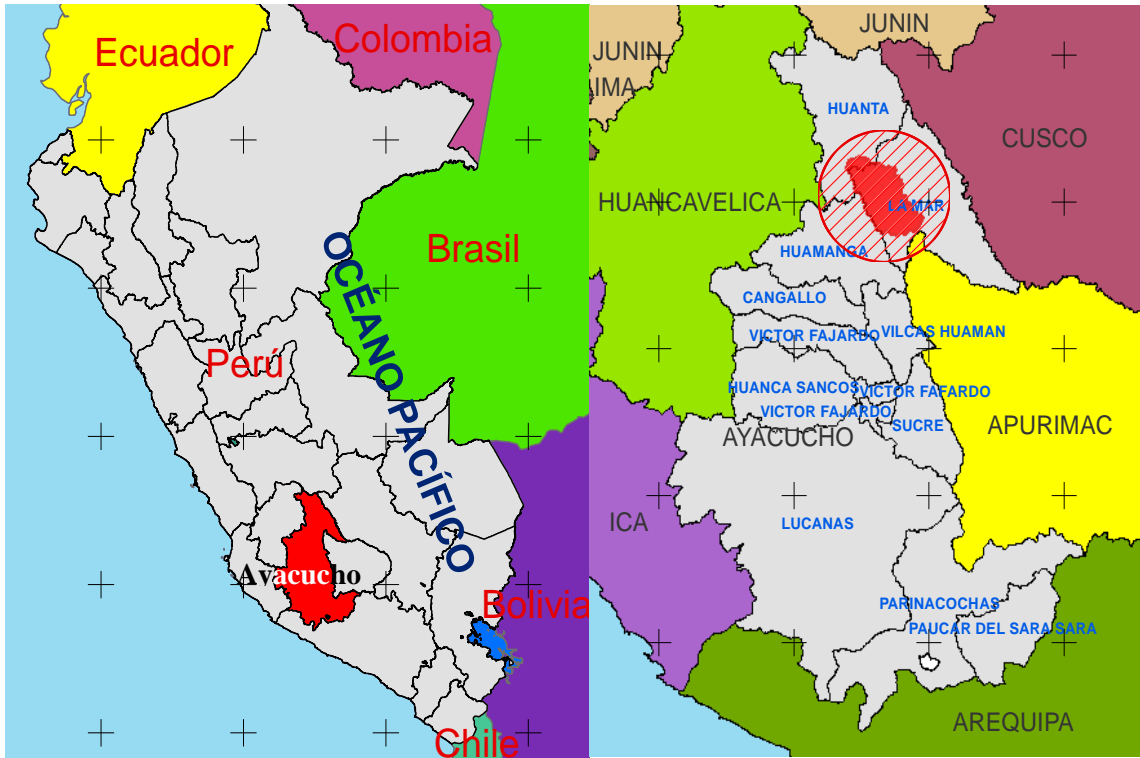 Ecuador
Colombia
Brasil
OCÉANO PACÍFICO
Perú
Ayacucho
Bolivia
Chile
JUNIN
JUNIN
IMA
HUANTA
CUSCO
HUANCAVELICA
LA MAR
HUAMANGA
CANGALLO
VICTOR FAJARDO
VILCAS HUAMAN
HUANCA SANCOS
VICTOR FAFARDO
VICTOR FAJARDO
SUCRE
AYACUCHO
APURIMAC
ICA
LUCANAS
PARINACOCHAS
PAUCAR DEL SARA SARA
AREQUIPA